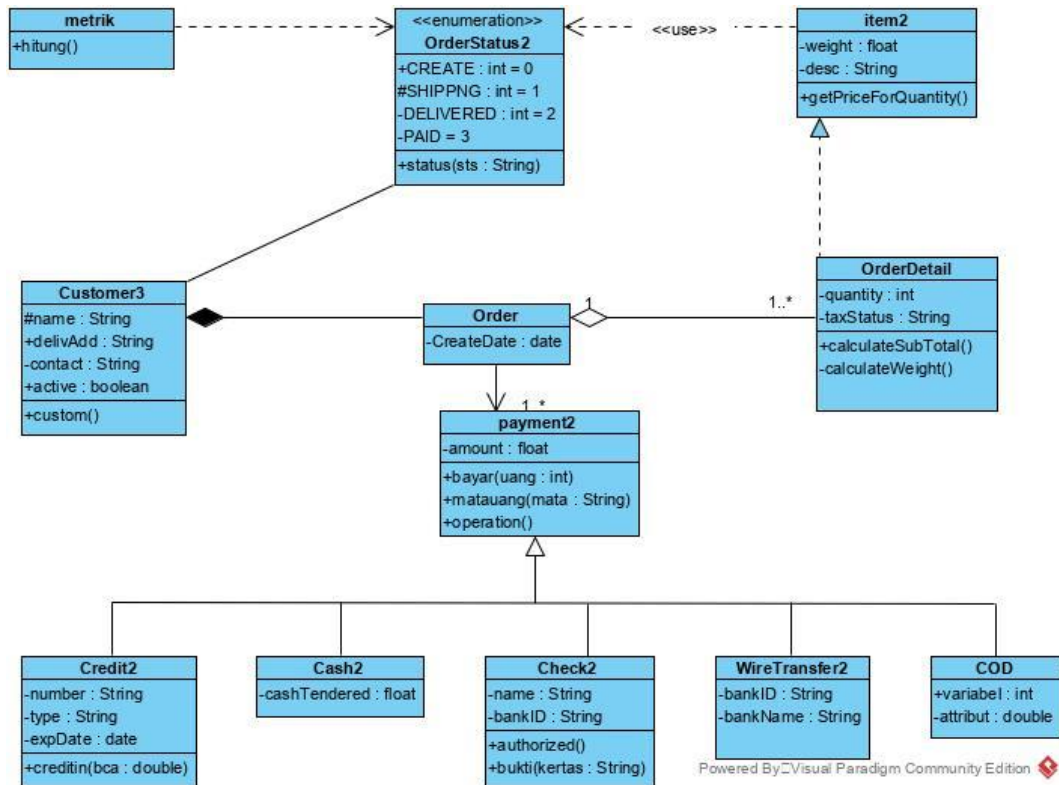 metrik
+hitung()
<<enumeration>>
OrderStatus2
+CREATE : int = 0
#SHIPPNG : int = 1
-DELIVERED : int = 2
-PAID = 3
+status(sts : String)
<<use>>
item2
-weight : float
-desc : String
+getPriceForQuantity()
Customer3
#name : String
+delivAdd : String
-contact : String
+active : boolean
+custom()
Order
-CreateDate : date
1
1..*
OrderDetail
-quantity : int
-taxStatus : String
+calculateSubTotal()
-calculateWeight()
1..*
payment2
-amount : float
+bayar(uang : int)
+matauang(mata : String)
+operation()
Credit2
-number : String
-type : String
-expDate : date
+creditin(bca : double)
Cash2
-cashTendered : float
Check2
-name : String
-bankID : String
+authorized()
+bukti(kertas : String)
WireTransfer2
-bankID : String
-bankName : String
COD
+variabel : int
-attribut : double
Powered By Visual Paradigm Community Edition